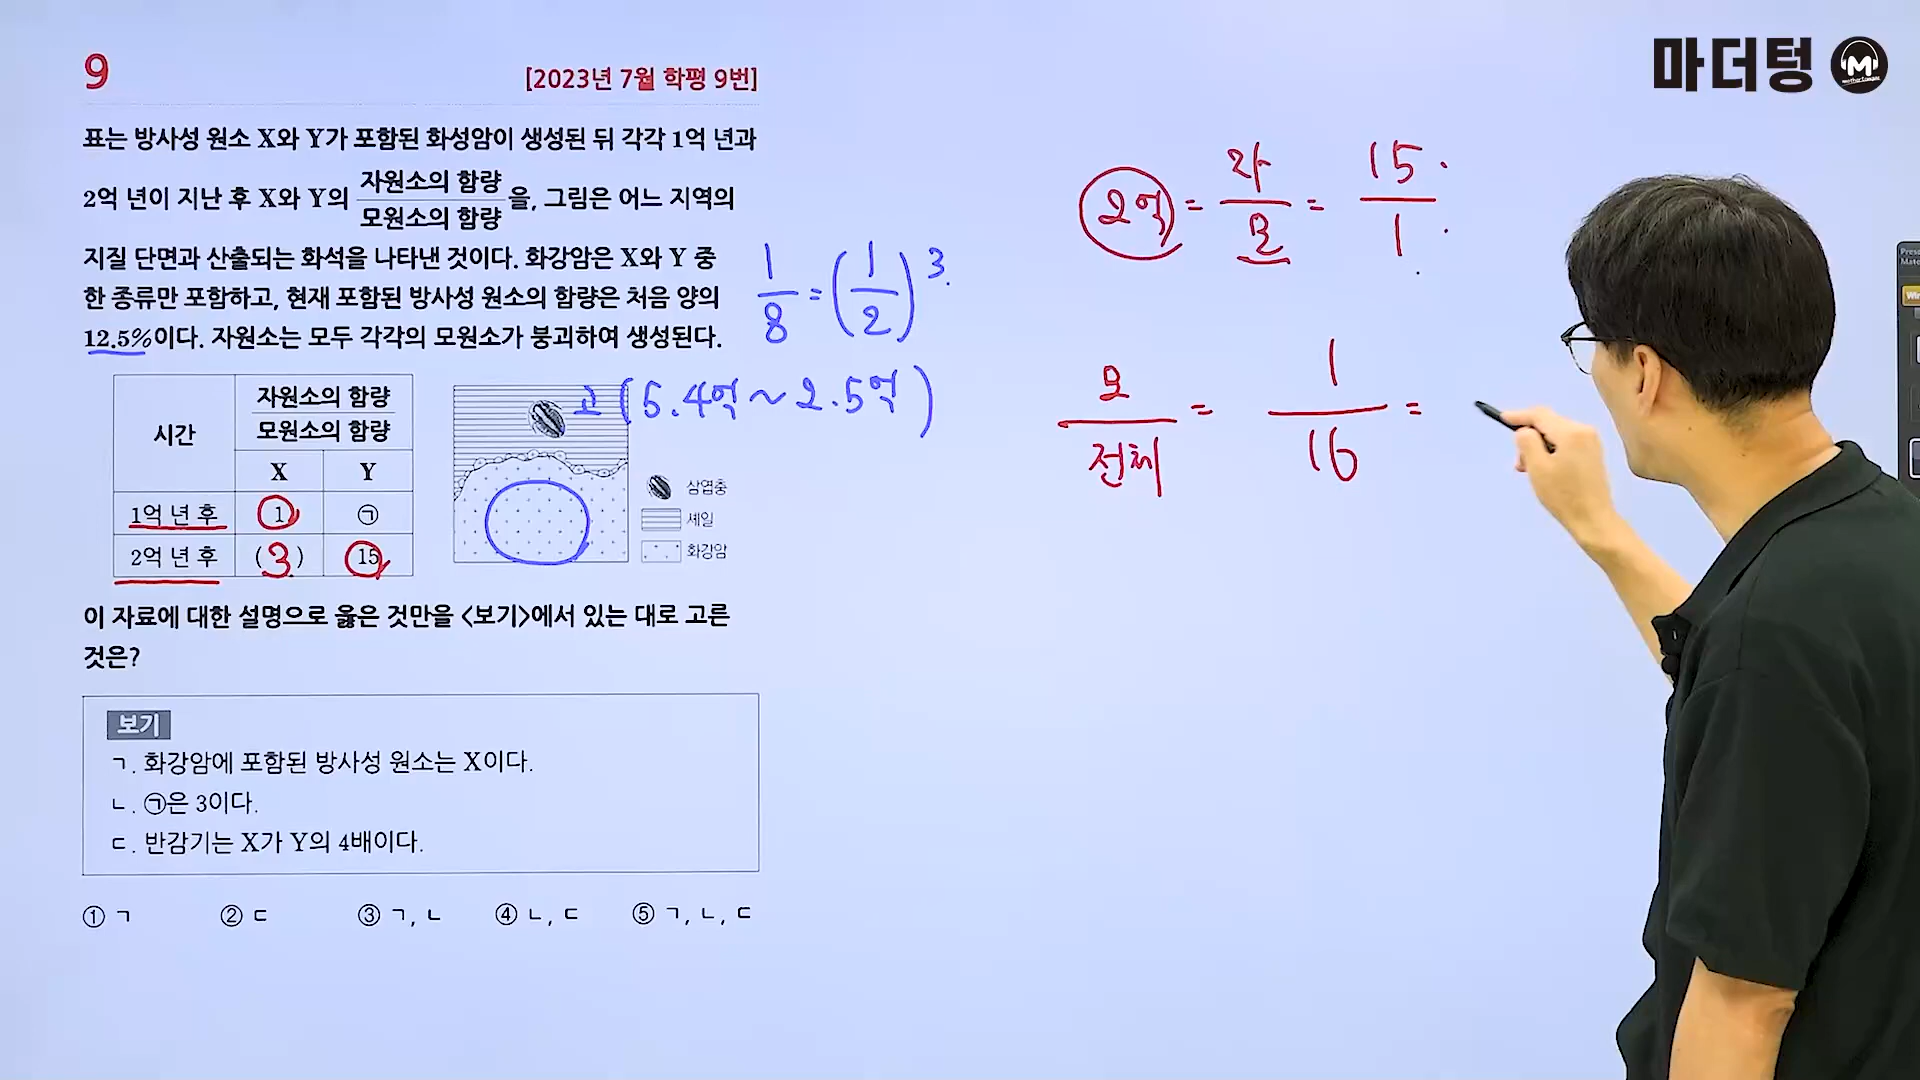 마더텅
M
9
[2023년 7월 학평 9번]
표는 방사성 원소 X와 Y가 포함된 화성암이 생성된 뒤 각각 1억 년과
2억 년이 지난 후 X와 Y의 자원소의 함량/모원소의 함량을, 그림은 어느 지역의
지질 단면과 산출되는 화석을 나타낸 것이다. 화강암은 X와 Y 중
한 종류만 포함하고, 현재 포함된 방사성 원소의 함량은 처음 양의
12.5%이다. 자원소는 모두 각각의 모원소가 붕괴하여 생성된다.
1/8 = (1/2)^3
고 (5.4억 ~ 2.5억)
시간
자원소의 함량/모원소의 함량
X Y
1억 년 후 1 ㉠
2억 년 후 (3) 15
삼엽충
셰일
화강암
이 자료에 대한 설명으로 옳은 것만을 <보기>에서 있는 대로 고른
것은?
보기
ㄱ. 화강암에 포함된 방사성 원소는 X이다.
ㄴ. ㉠은 3이다.
ㄷ. 반감기는 X가 Y의 4배이다.
① ㄱ ② ㄷ ③ ㄱ, ㄴ ④ ㄴ, ㄷ ⑤ ㄱ, ㄴ, ㄷ
2억 = 자/모 = 15/1
모/전체 = 1/16 =